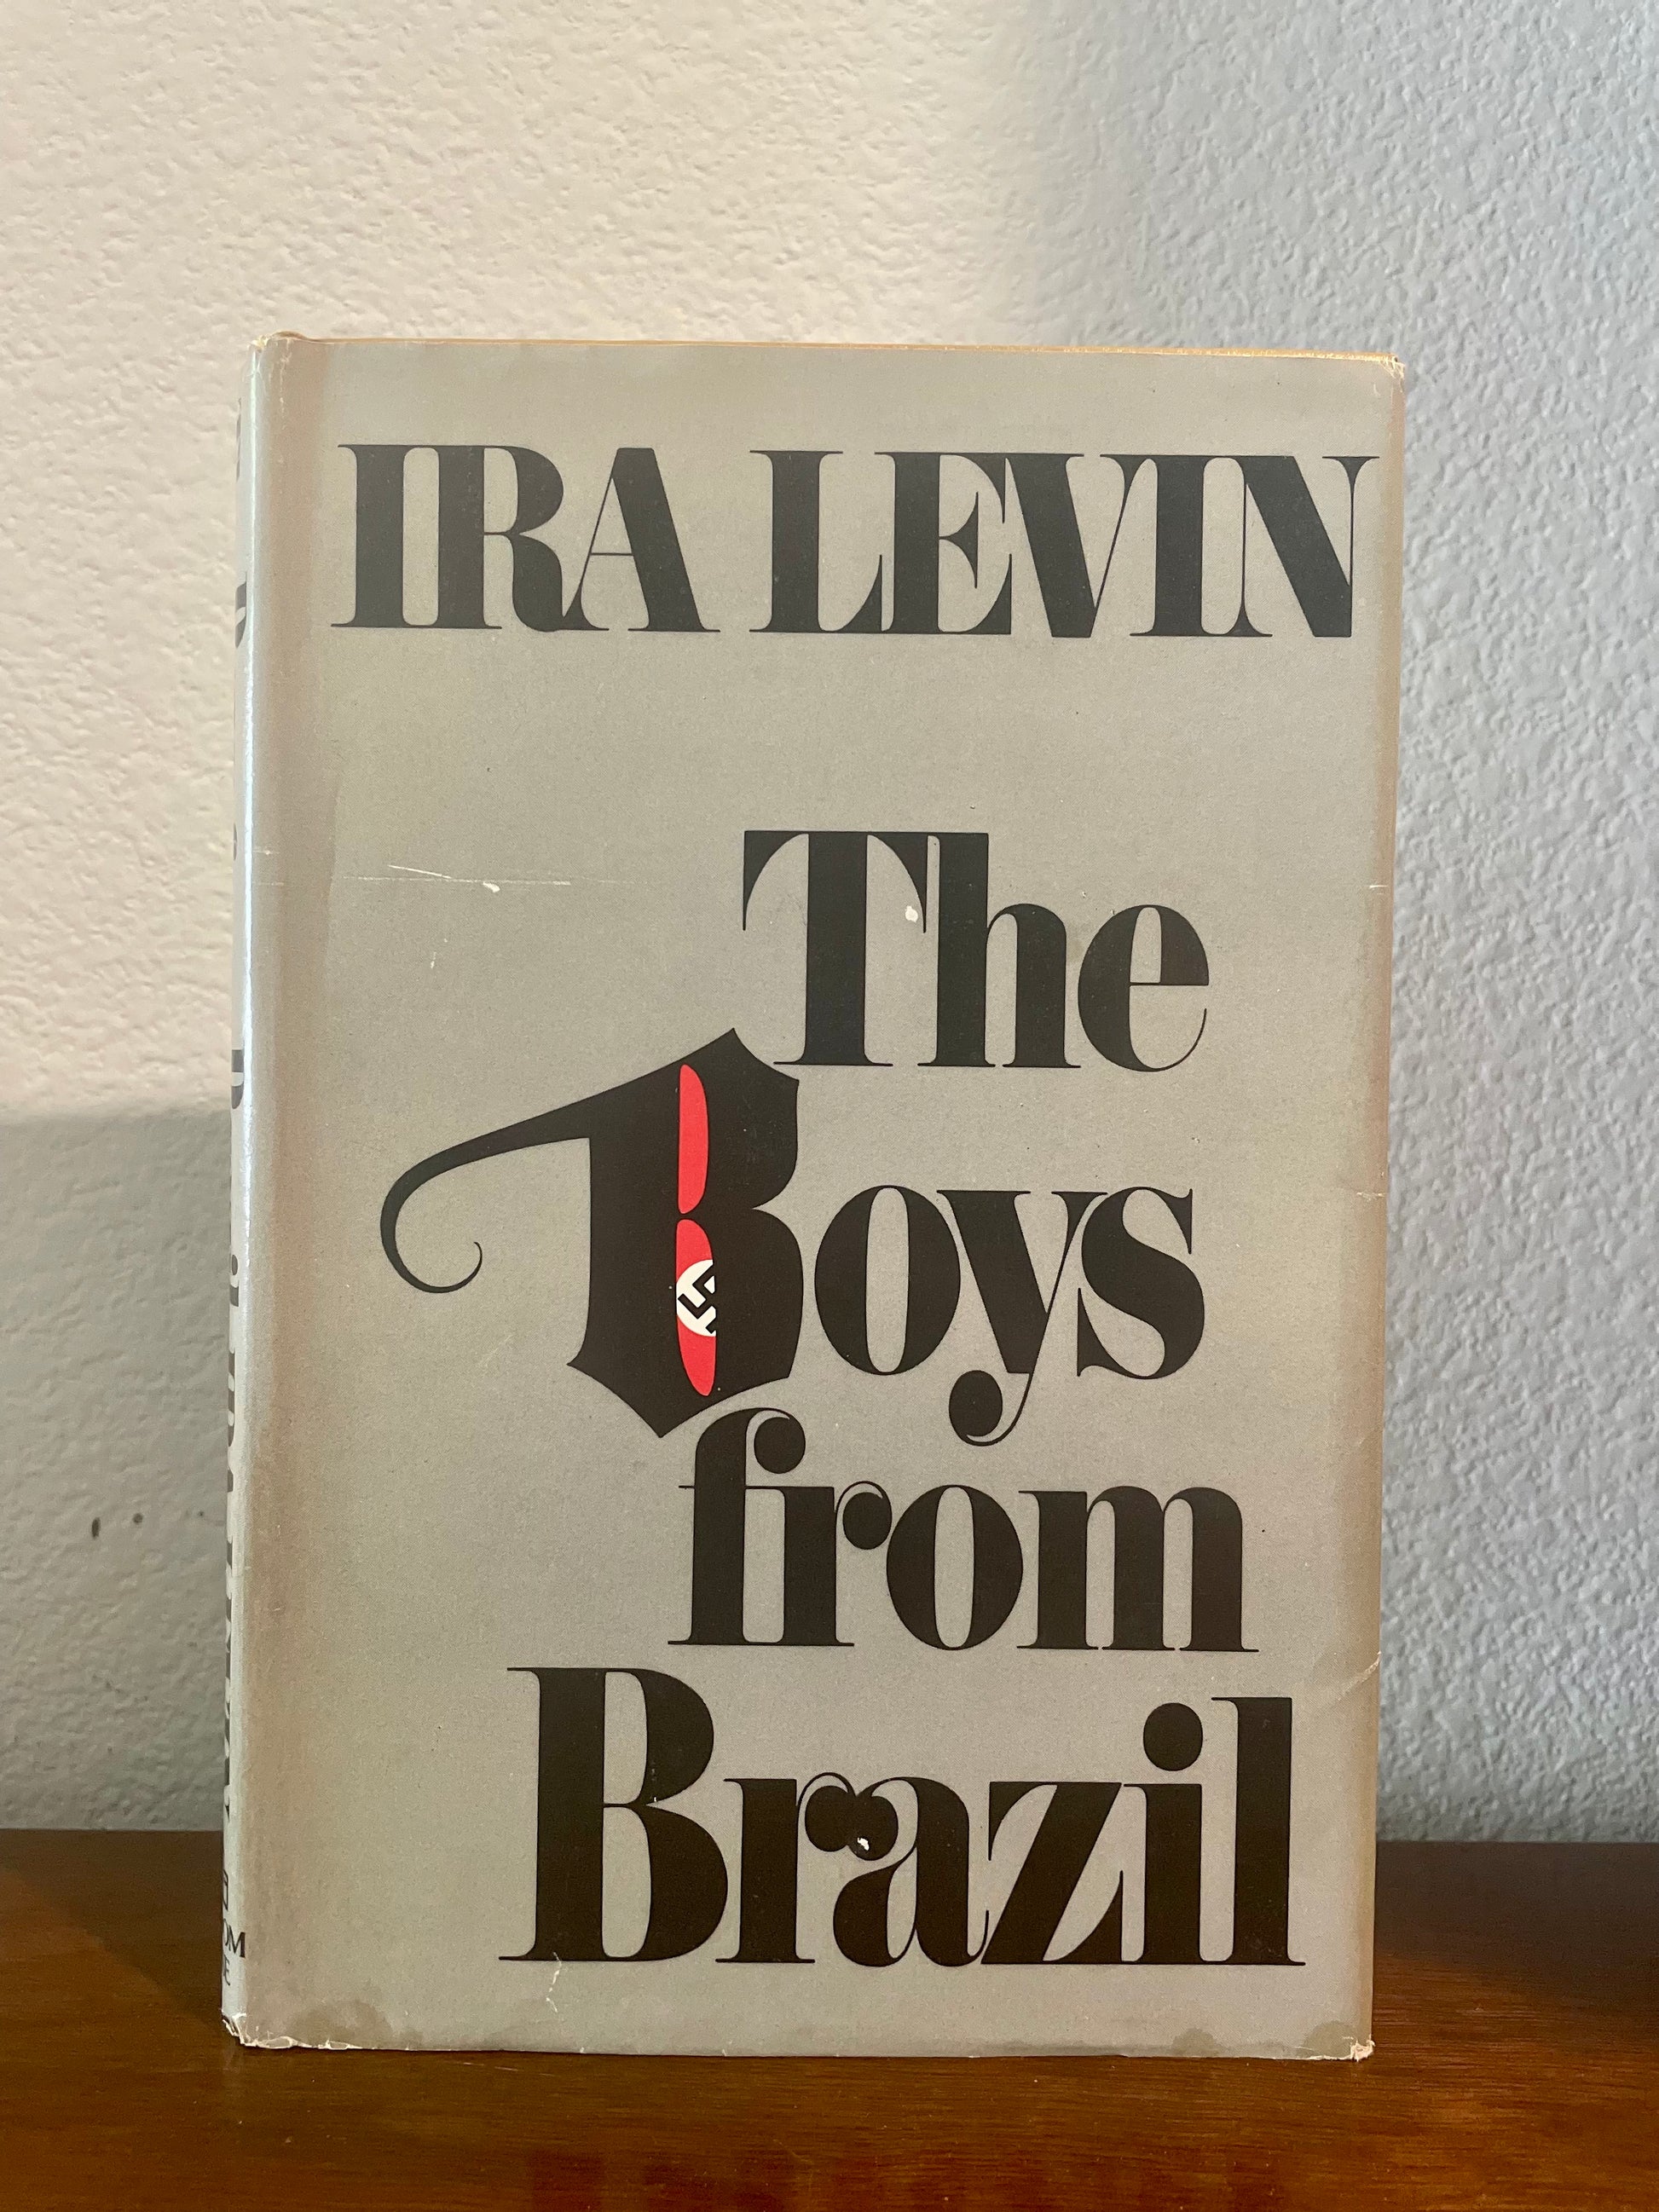 IRA LEVIN
The
Boys
from
Brazil